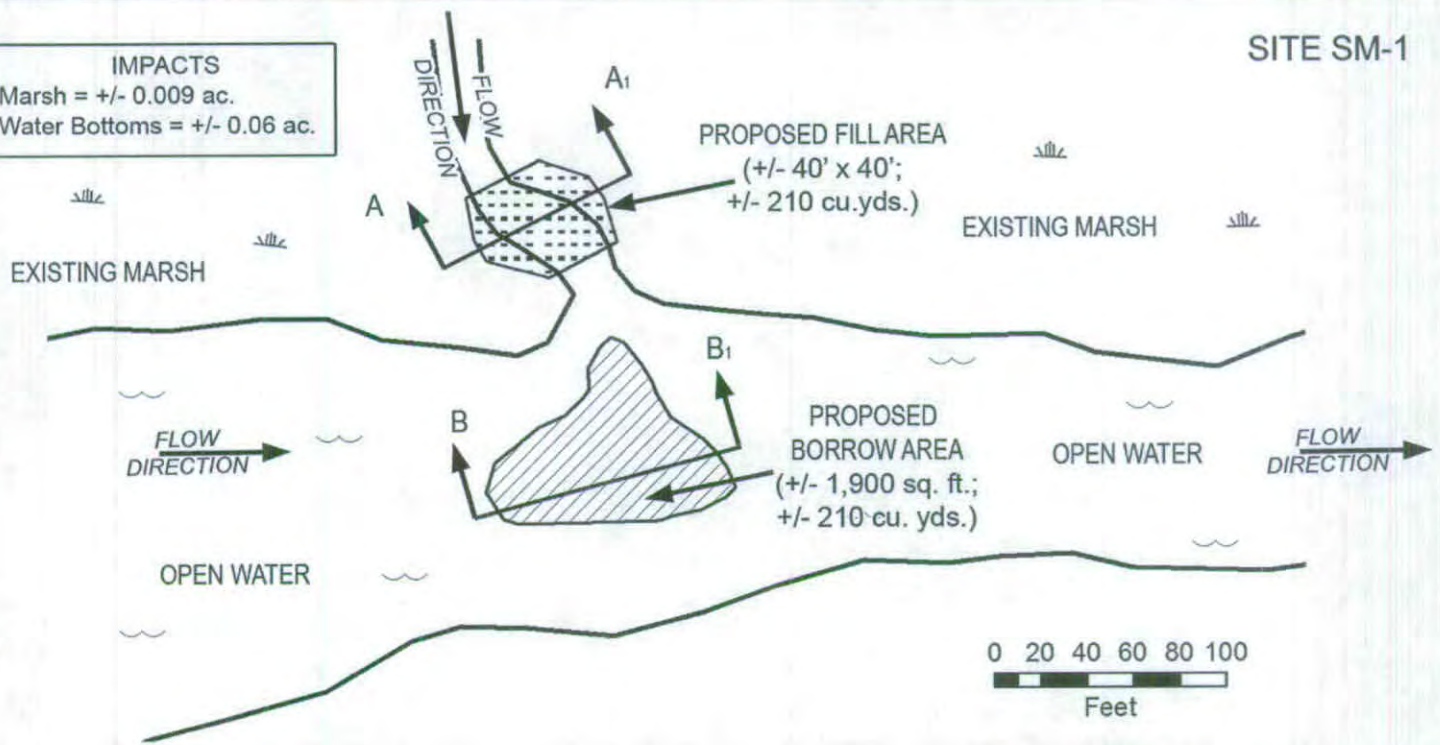 SITE SM-1
IMPACTS
Marsh = +/- 0.009 ac.
Water Bottoms = +/- 0.06 ac.
FLOW
DIRECTION
A
A1
PROPOSED FILL AREA
(+/- 40' x 40';
+/- 210 cu.yds.)
EXISTING MARSH
EXISTING MARSH
B
B1
PROPOSED
BORROW AREA
(+/- 1,900 sq. ft.;
+/- 210 cu. yds.)
FLOW
DIRECTION
OPEN WATER
FLOW
DIRECTION
OPEN WATER
0 20 40 60 80 100
Feet